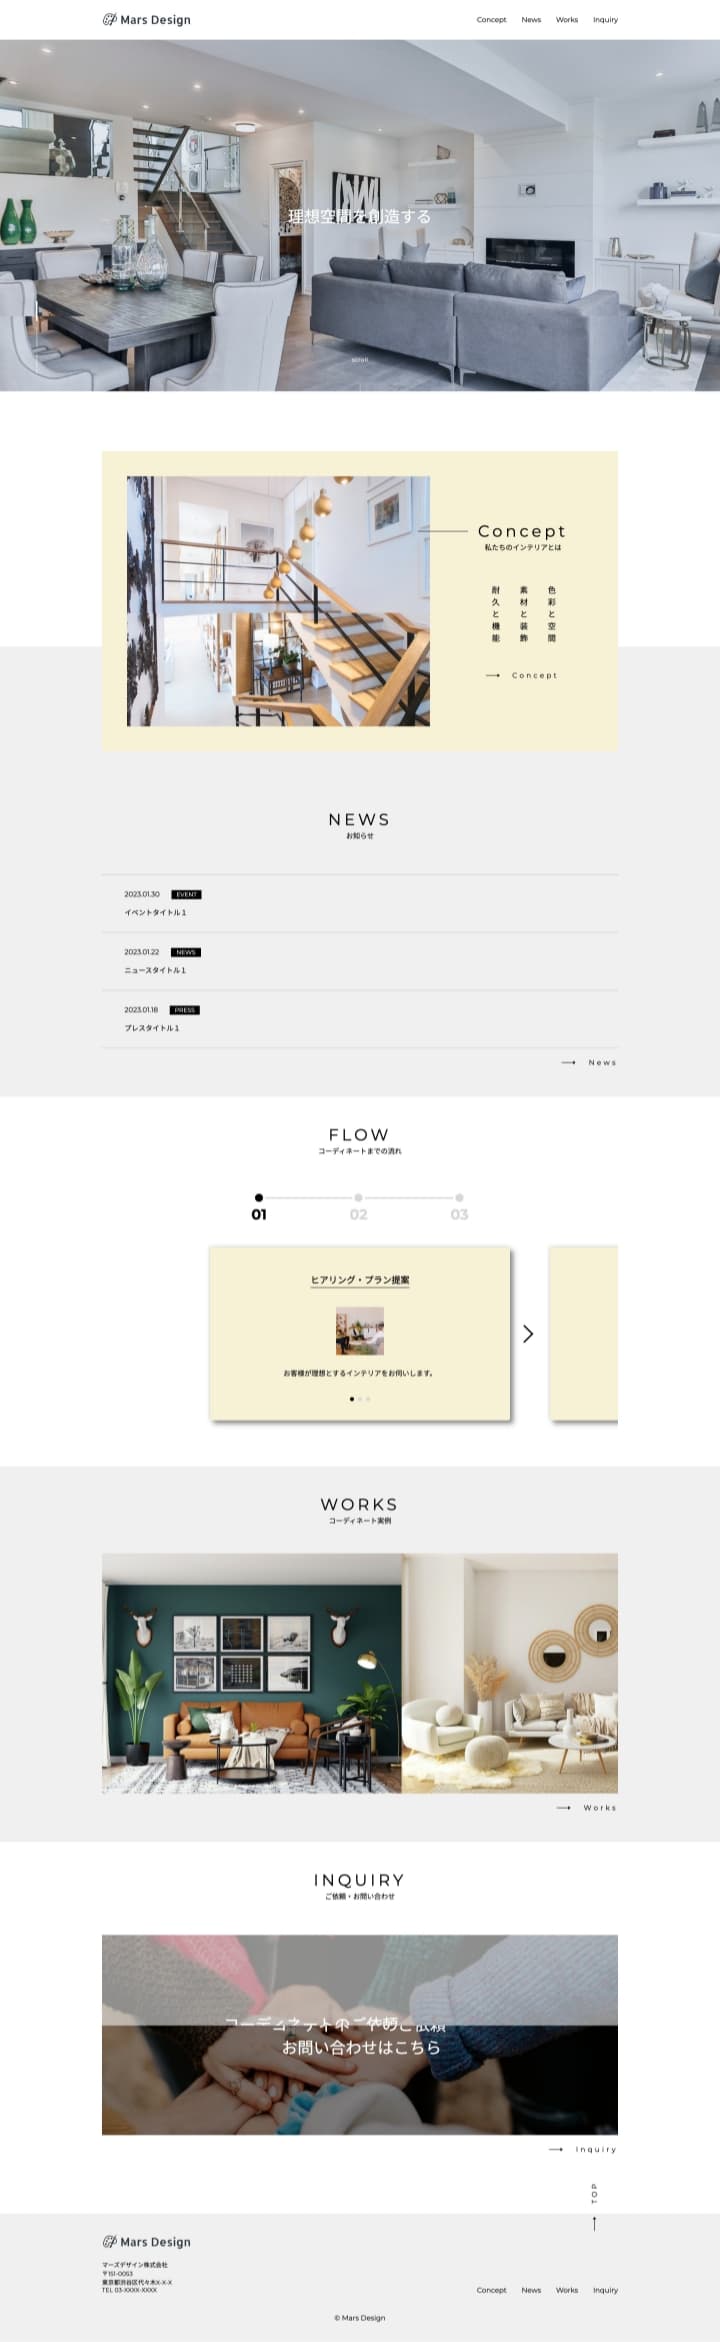 Mars Design
Concept News Works Inquiry
理想空間を創造する
scroll
Concept
私たちのインテリアとは
色彩と空間
素材と装飾
耐久と機能
Concept
NEWS
お知らせ
2023.01.30 EVENT
イベントタイトル１
2023.01.22 NEWS
ニュースタイトル１
2023.01.18 PRESS
プレスタイトル１
News
FLOW
コーディネートまでの流れ
01 02 03
ヒアリング・プラン提案
お客様が理想とするインテリアをお伺いします。
WORKS
コーディネート実例
Works
INQUIRY
ご依頼・お問い合わせ
コーディネートのご依頼
お問い合わせはこちら
Inquiry
TOP
Mars Design
マーズデザイン株式会社
〒151-0053
東京都渋谷区代々木X-X-X
TEL 03-XXXX-XXXX
Concept News Works Inquiry
© Mars Design